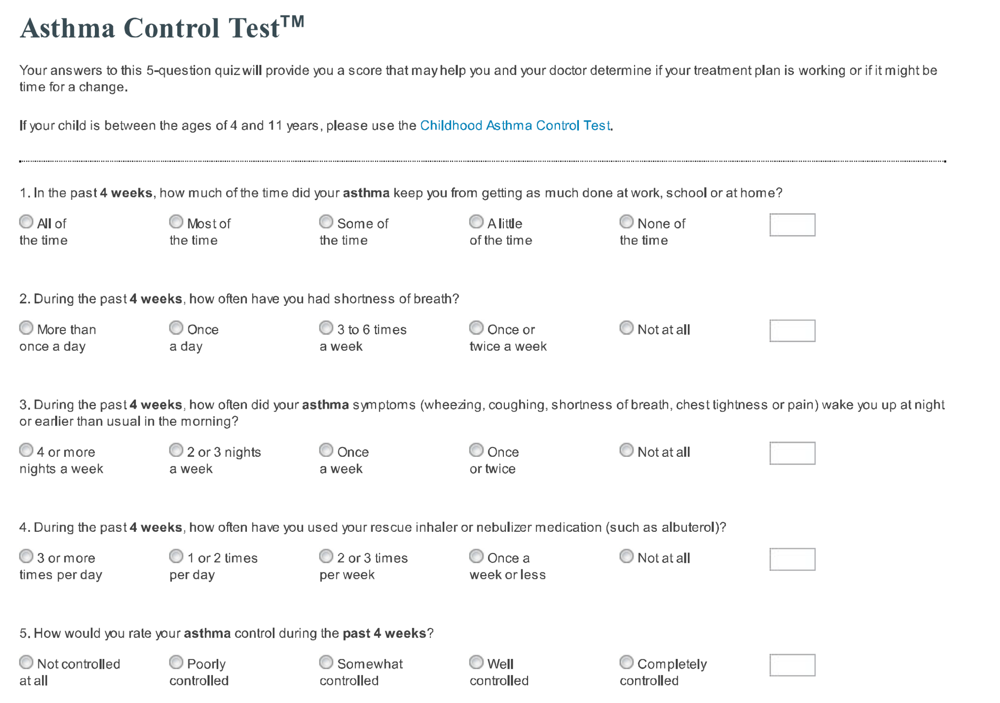 Asthma Control Test™
Your answers to this 5-question quiz will provide you a score that may help you and your doctor determine if your treatment plan is working or if it might be
time for a change.
If your child is between the ages of 4 and 11 years, please use the Childhood Asthma Control Test.
1. In the past 4 weeks, how much of the time did your asthma keep you from getting as much done at work, school or at home?
All of Most of Some of A little None of
the time the time the time of the time the time
2. During the past 4 weeks, how often have you had shortness of breath?
More than Once 3 to 6 times Once or Not at all
once a day a day a week twice a week
3. During the past 4 weeks, how often did your asthma symptoms (wheezing, coughing, shortness of breath, chest tightness or pain) wake you up at night
or earlier than usual in the morning?
4 or more 2 or 3 nights Once Once Not at all
nights a week a week a week or twice
4. During the past 4 weeks, how often have you used your rescue inhaler or nebulizer medication (such as albuterol)?
3 or more 1 or 2 times 2 or 3 times Once a Not at all
times per day per day per week week or less
5. How would you rate your asthma control during the past 4 weeks?
Not controlled Poorly Somewhat Well Completely
at all controlled controlled controlled controlled